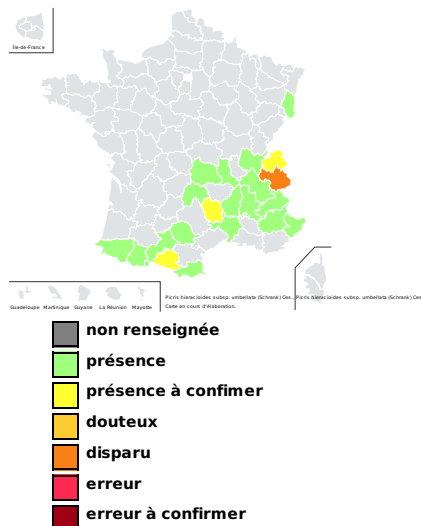 Île-de-France
Guadeloupe Martinique Guyane La Réunion Mayotte
Picris hieracioides subsp. umbellata (Schrank) Ces., Picris hieracioides subsp. umbellata (Schrank) Ces
Carte en cours d'élaboration.
non renseignée
présence
présence à confimer
douteux
disparu
erreur
erreur à confirmer